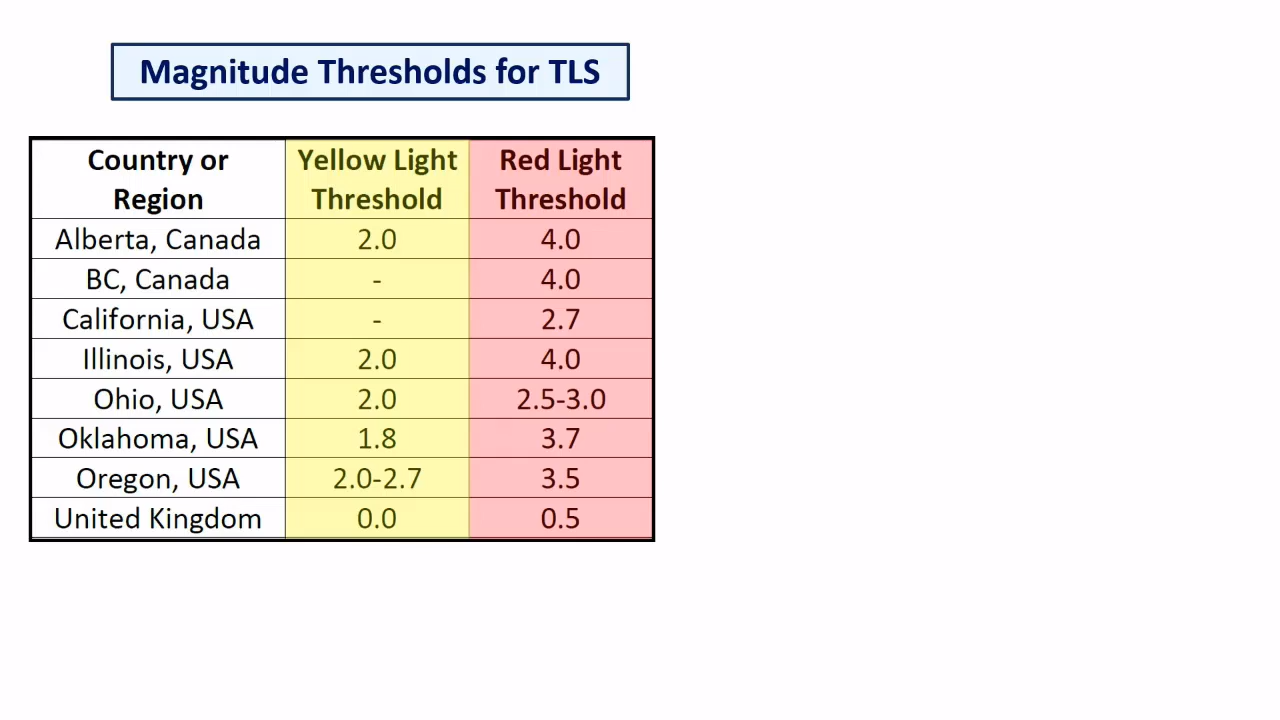 Magnitude Thresholds for TLS
Country or Region Yellow Light Threshold Red Light Threshold
Alberta, Canada 2.0 4.0
BC, Canada - 4.0
California, USA - 2.7
Illinois, USA 2.0 4.0
Ohio, USA 2.0 2.5-3.0
Oklahoma, USA 1.8 3.7
Oregon, USA 2.0-2.7 3.5
United Kingdom 0.0 0.5